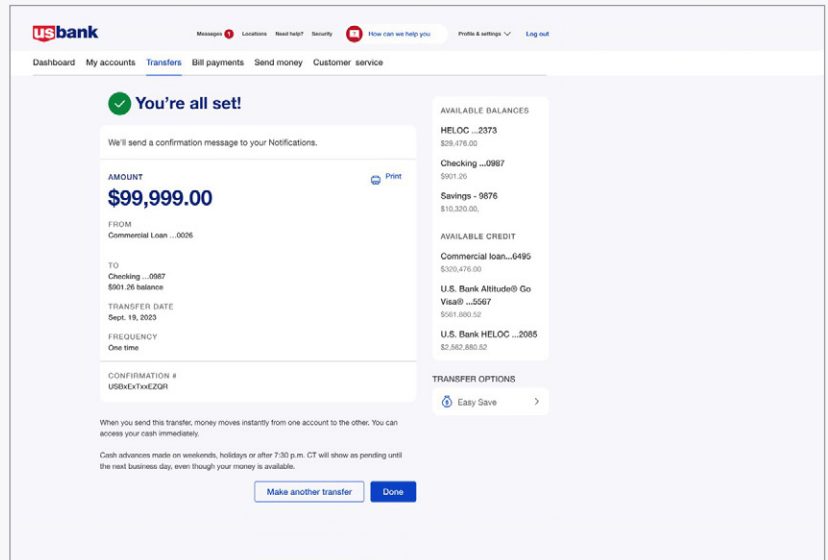 usbank
Messages 1 Locations Need help? Security How can we help you Profile & settings Log out
Dashboard My accounts Transfers Bill payments Send money Customer service
You're all set!
We'll send a confirmation message to your Notifications.
AMOUNT
Print
$99,999.00
FROM
Commercial Loan ...0026
TO
Checking ...0987
$901.26 balance
TRANSFER DATE
Sept. 19, 2023
FREQUENCY
One time
CONFIRMATION #
USBxExTxxEZQR
When you send this transfer, money moves instantly from one account to the other. You can
access your cash immediately.
Cash advances made on weekends, holidays or after 7:30 p.m. CT will show as pending until
the next business day, even though your money is available.
Make another transfer Done
AVAILABLE BALANCES
HELOC ...2373
$29,476.00
Checking ...0987
$901.26
Savings - 9876
$10,320.00,
AVAILABLE CREDIT
Commercial loan...6495
$320,476.00
U.S. Bank Altitude® Go
Visa® ...5567
$561,880.52
U.S. Bank HELOC ...2085
$2,562,880.52
TRANSFER OPTIONS
Easy Save